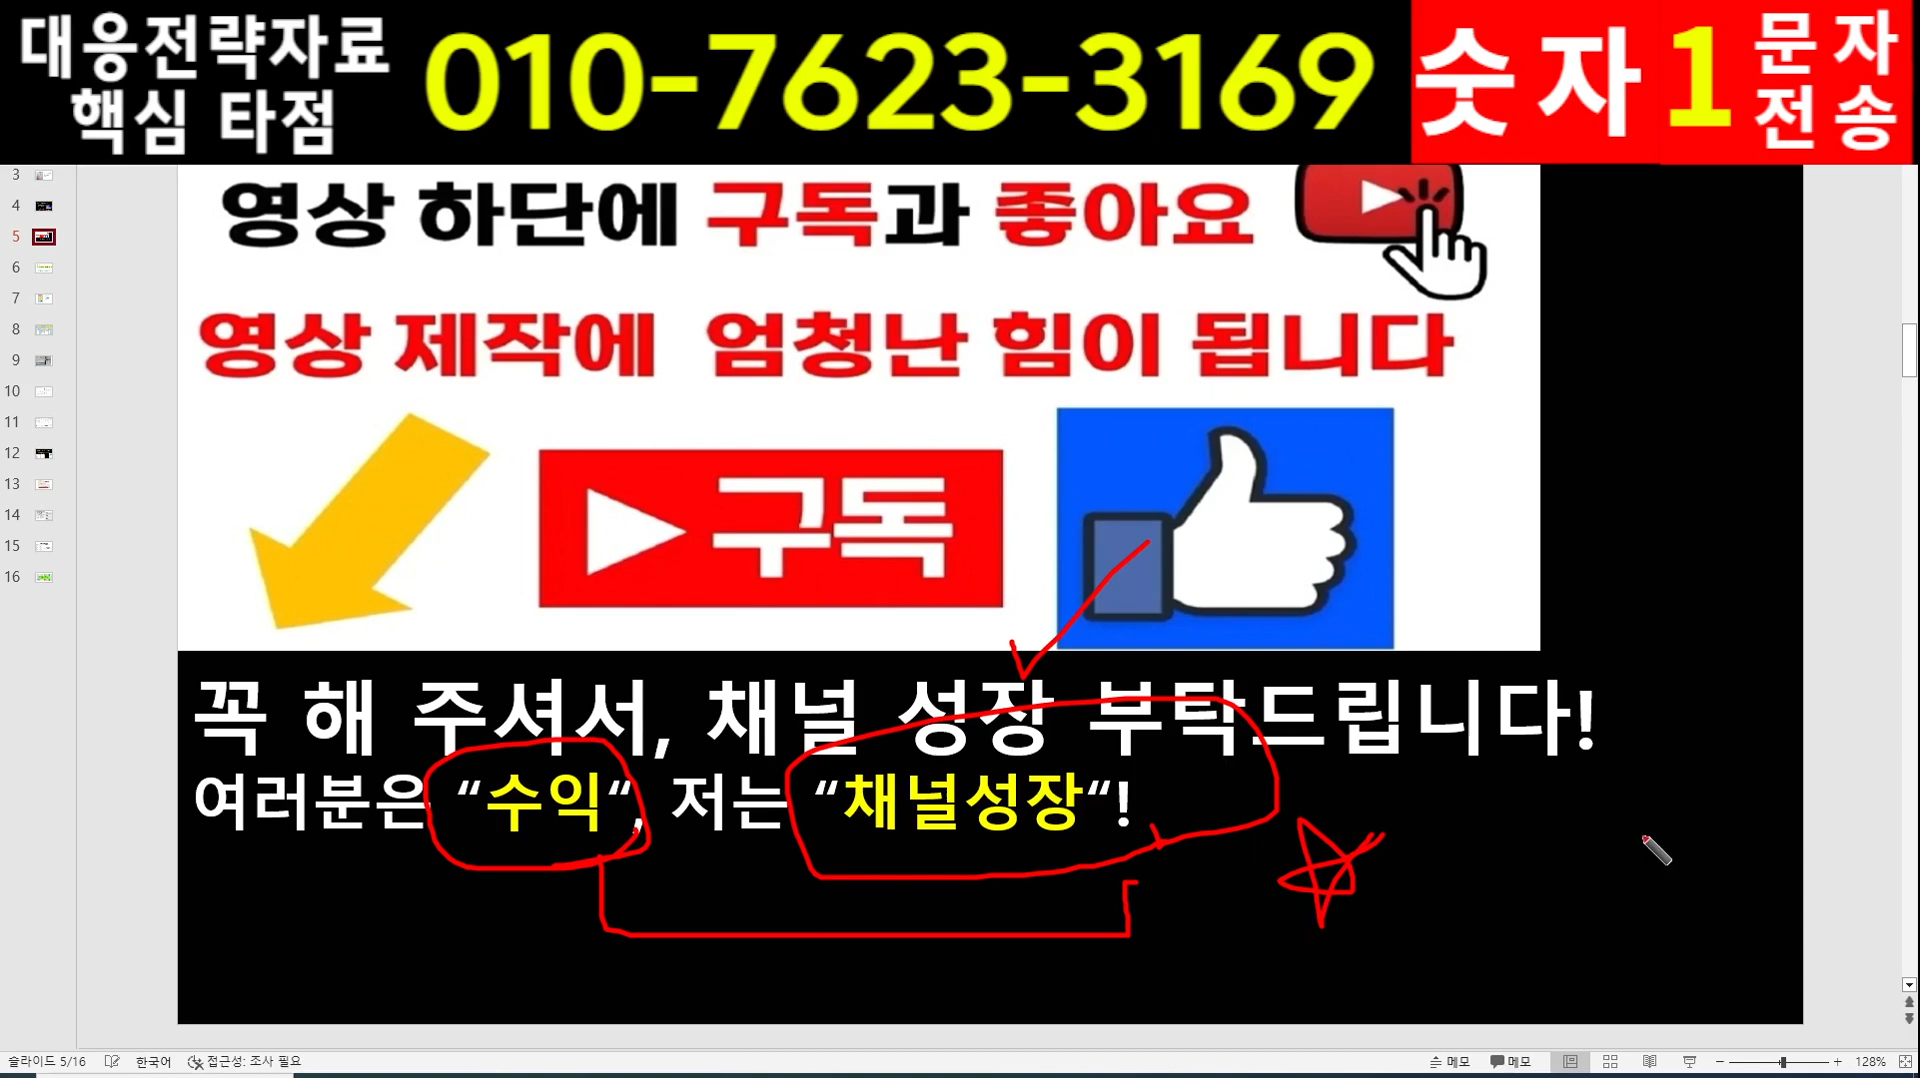 대응전략자료
핵심 타점
010-7623-3169
숫자 1
문자
전송
영상 하단에 구독과 좋아요
영상 제작에 엄청난 힘이 됩니다
구독
꼭 해 주셔서, 채널 성장 부탁드립니다!
여러분은 “수익“, 저는 “채널성장“!
3
4
5
6
7
8
9
10
11
12
13
14
15
16
슬라이드 5/16 한국어 접근성: 조사 필요 메모 메모 128%